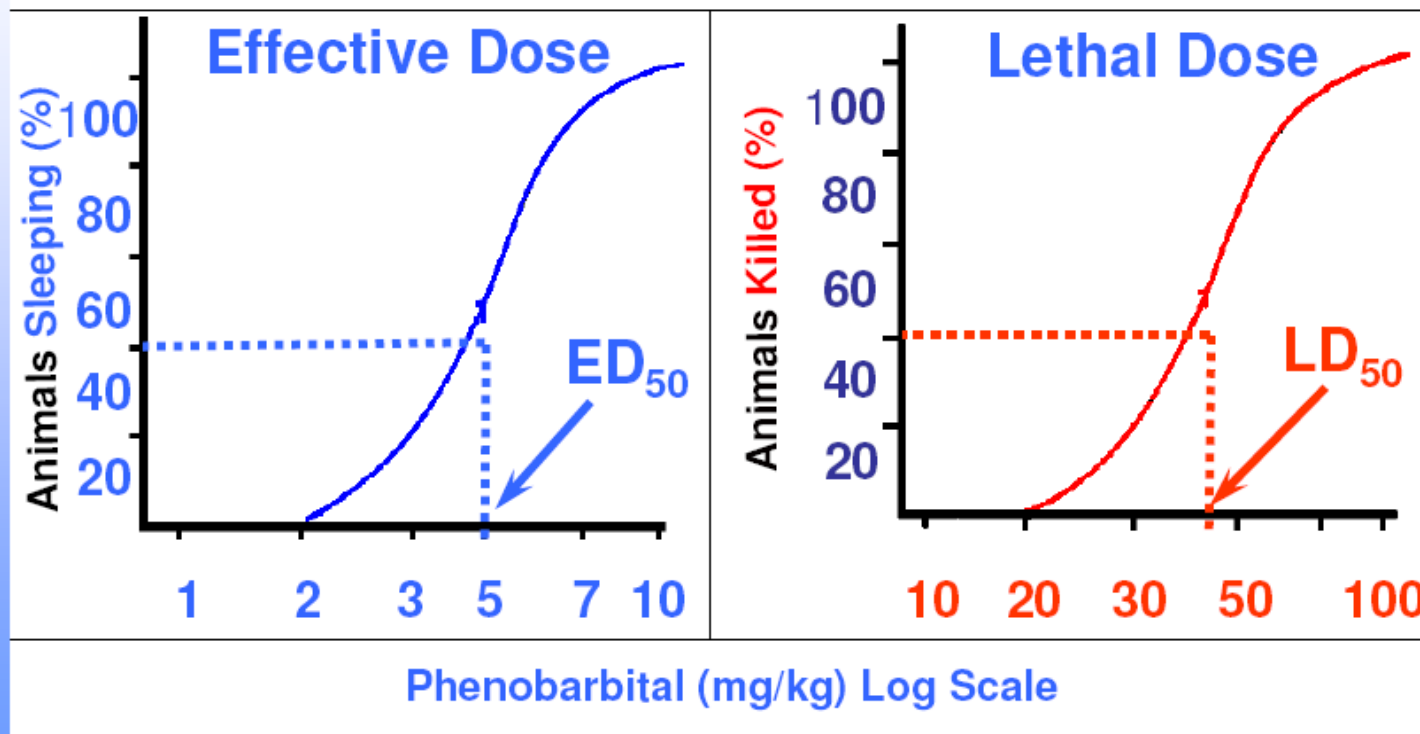 Effective Dose
Animals Sleeping (%)
100
80
60
40
20
ED50
1 2 3 5 7 10
Lethal Dose
Animals Killed (%)
100
80
60
40
20
LD50
10 20 30 50 100
Phenobarbital (mg/kg) Log Scale